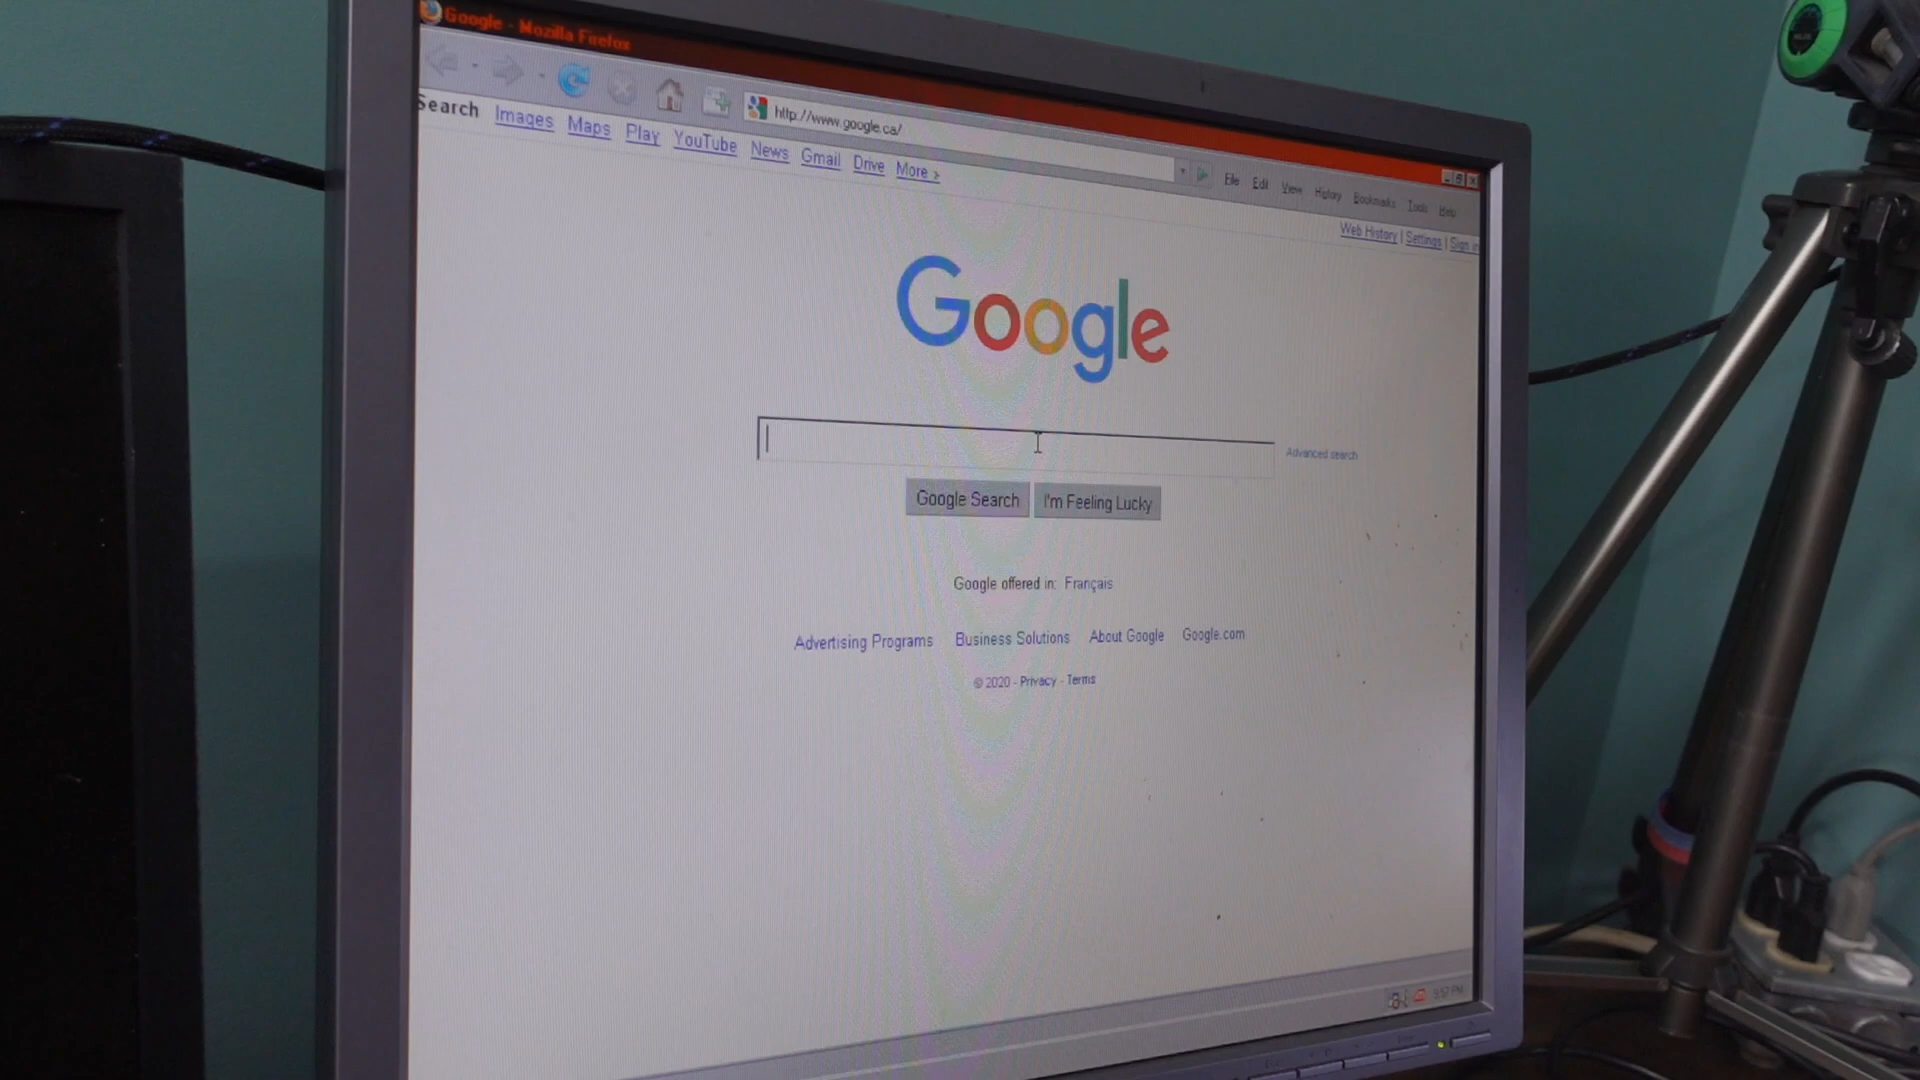 Google - Mozilla Firefox
http://www.google.ca/
File Edit View History Bookmarks Tools Help
Search Images Maps Play YouTube News Gmail Drive More »
Web History | Settings | Sign in
Google
Advanced search
Google Search I'm Feeling Lucky
Google offered in: Français
Advertising Programs Business Solutions About Google Google.com
© 2020 - Privacy - Terms